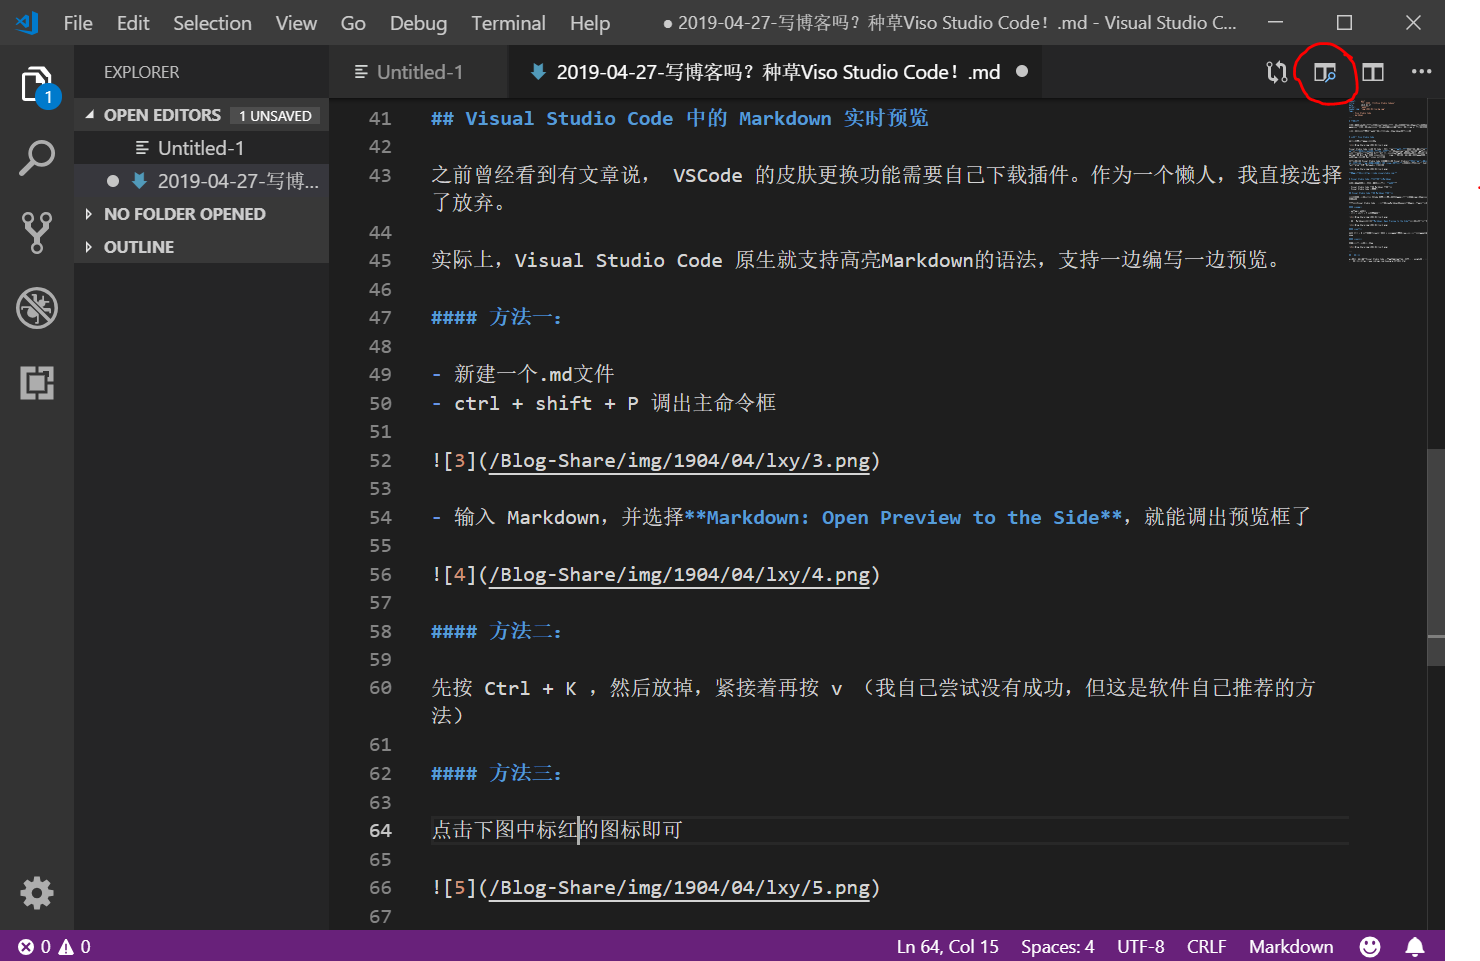 File Edit Selection View Go Debug Terminal Help ● 2019-04-27-写博客吗？种草Viso Studio Code！.md - Visual Studio C...
EXPLORER
Untitled-1
2019-04-27-写博客吗？种草Viso Studio Code！.md
1
OPEN EDITORS 1 UNSAVED
Untitled-1
2019-04-27-写博...
NO FOLDER OPENED
OUTLINE
41 ## Visual Studio Code 中的 Markdown 实时预览
42
43 之前曾经看到有文章说， VSCode 的皮肤更换功能需要自己下载插件。作为一个懒人，我直接选择
了放弃。
44
45 实际上，Visual Studio Code 原生就支持高亮Markdown的语法，支持一边编写一边预览。
46
47 #### 方法一：
48
49 - 新建一个.md文件
50 - ctrl + shift + P 调出主命令框
51
52 ![3](/Blog-Share/img/1904/04/lxy/3.png)
53
54 - 输入 Markdown，并选择**Markdown: Open Preview to the Side**，就能调出预览框了
55
56 ![4](/Blog-Share/img/1904/04/lxy/4.png)
57
58 #### 方法二：
59
60 先按 Ctrl + K ，然后放掉，紧接着再按 v （我自己尝试没有成功，但这是软件自己推荐的方
法）
61
62 #### 方法三：
63
64 点击下图中标红的图标即可
65
66 ![5](/Blog-Share/img/1904/04/lxy/5.png)
67
0 0 Ln 64, Col 15 Spaces: 4 UTF-8 CRLF Markdown